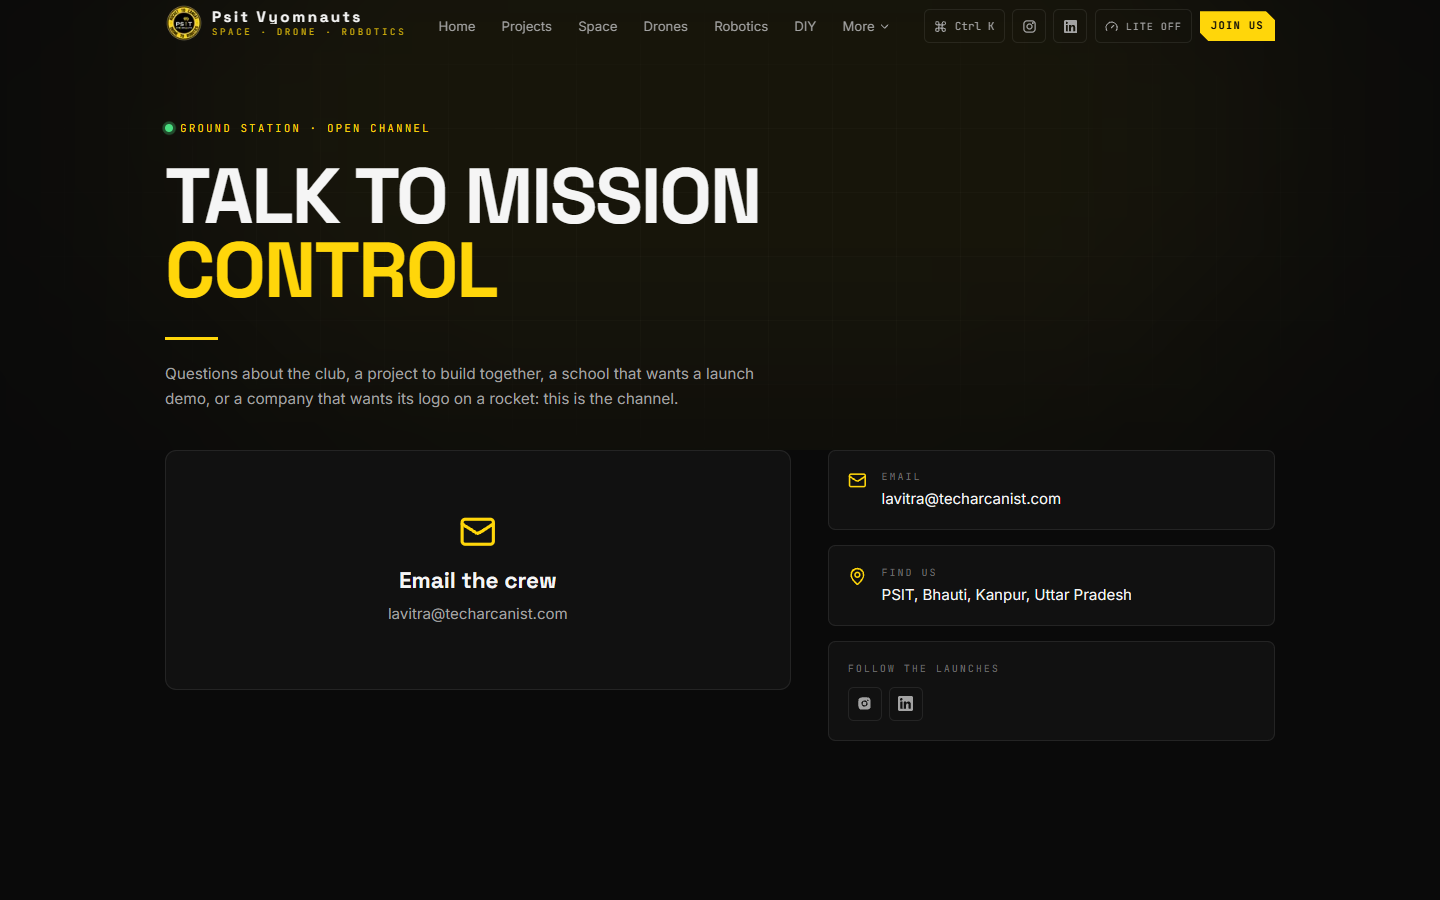 Psit Vyomnauts
SPACE · DRONE · ROBOTICS
Home
Projects
Space
Drones
Robotics
DIY
More
⌘ Ctrl K
LITE OFF
JOIN US
GROUND STATION · OPEN CHANNEL
TALK TO MISSION
CONTROL
Questions about the club, a project to build together, a school that wants a launch
demo, or a company that wants its logo on a rocket: this is the channel.
Email the crew
lavitra@techarcanist.com
EMAIL
lavitra@techarcanist.com
FIND US
PSIT, Bhauti, Kanpur, Uttar Pradesh
FOLLOW THE LAUNCHES